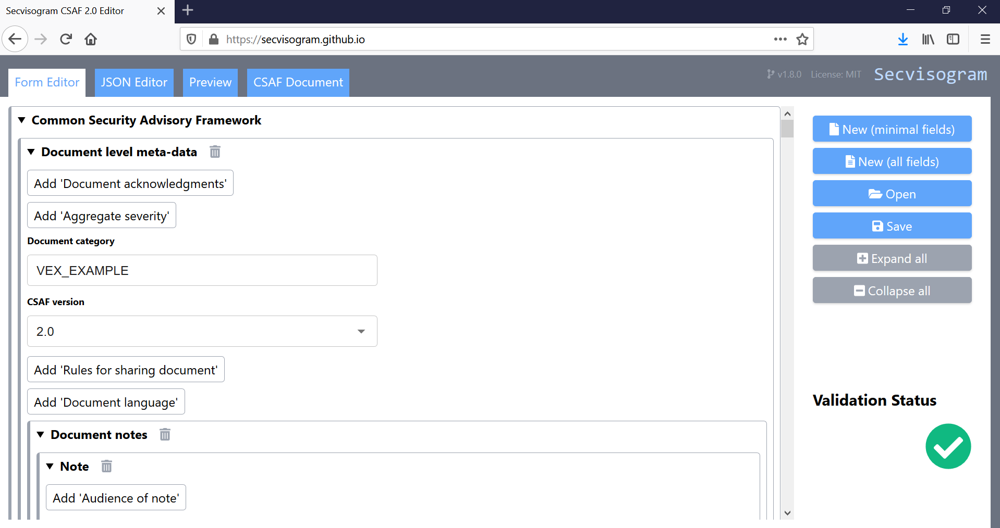 Secvisogram CSAF 2.0 Editor
https://secvisogram.github.io
Form Editor
JSON Editor
Preview
CSAF Document
v1.8.0
License: MIT
Secvisogram
Common Security Advisory Framework
Document level meta-data
Add 'Document acknowledgments'
Add 'Aggregate severity'
Document category
VEX_EXAMPLE
CSAF version
2.0
Add 'Rules for sharing document'
Add 'Document language'
Document notes
Note
Add 'Audience of note'
New (minimal fields)
New (all fields)
Open
Save
Expand all
Collapse all
Validation Status